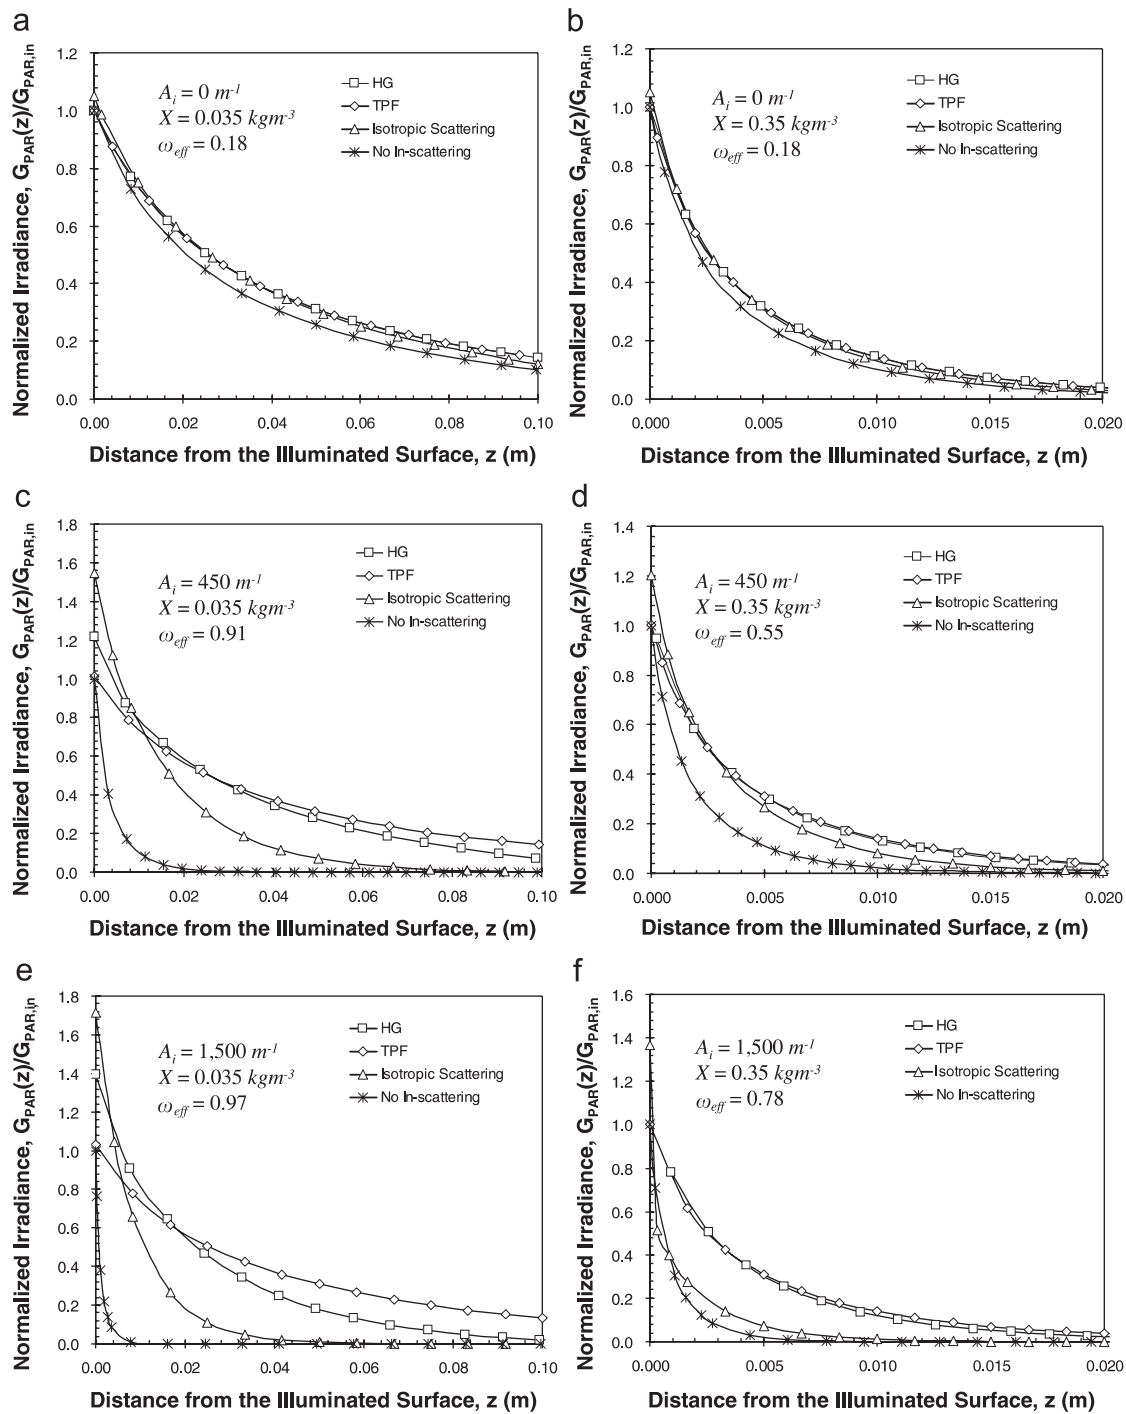 a
Normalized Irradiance, G_PAR(z)/G_PAR,in
1.2
1.0
0.8
0.6
0.4
0.2
0.0
A_i = 0 m^-1
X = 0.035 kgm^-3
ω_eff = 0.18
HG
TPF
Isotropic Scattering
No In-scattering
0.00 0.02 0.04 0.06 0.08 0.10
Distance from the Illuminated Surface, z (m)
b
Normalized Irradiance, G_PAR(z)/G_PAR,in
1.2
1.0
0.8
0.6
0.4
0.2
0.0
A_i = 0 m^-1
X = 0.35 kgm^-3
ω_eff = 0.18
HG
TPF
Isotropic Scattering
No In-scattering
0.000 0.005 0.010 0.015 0.020
Distance from the Illuminated Surface, z (m)
c
Normalized Irradiance, G_PAR(z)/G_PAR,in
1.8
1.6
1.4
1.2
1.0
0.8
0.6
0.4
0.2
0.0
A_i = 450 m^-1
X = 0.035 kgm^-3
ω_eff = 0.91
HG
TPF
Isotropic Scattering
No In-scattering
0.00 0.02 0.04 0.06 0.08 0.10
Distance from the Illuminated Surface, z (m)
d
Normalized Irradiance, G_PAR(z)/G_PAR,in
1.4
1.2
1.0
0.8
0.6
0.4
0.2
0.0
A_i = 450 m^-1
X = 0.35 kgm^-3
ω_eff = 0.55
HG
TPF
Isotropic Scattering
No In-scattering
0.000 0.005 0.010 0.015 0.020
Distance from the Illuminated Surface, z (m)
e
Normalized Irradiance, G_PAR(z)/G_PAR,in
1.8
1.6
1.4
1.2
1.0
0.8
0.6
0.4
0.2
0.0
A_i = 1,500 m^-1
X = 0.035 kgm^-3
ω_eff = 0.97
HG
TPF
Isotropic Scattering
No In-scattering
0.00 0.02 0.04 0.06 0.08 0.10
Distance from the Illuminated Surface, z (m)
f
Normalized Irradiance, G_PAR(z)/G_PAR,in
1.6
1.4
1.2
1.0
0.8
0.6
0.4
0.2
0.0
A_i = 1,500 m^-1
X = 0.35 kgm^-3
ω_eff = 0.78
HG
TPF
Isotropic Scattering
No In-scattering
0.000 0.005 0.010 0.015 0.020
Distance from the Illuminated Surface, z (m)